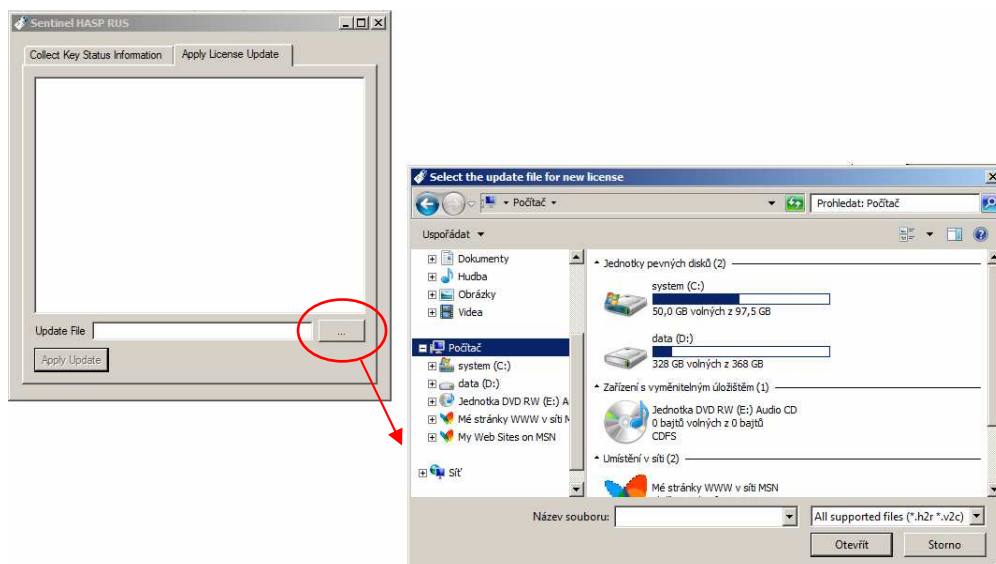 Sentinel HASP RUS
Collect Key Status Information
Apply License Update
Update File
...
Apply Update
Select the update file for new license
Počítač
Prohledat: Počítač
Uspořádat
Dokumenty
Hudba
Obrázky
Videa
Počítač
system (C:)
data (D:)
Jednotka DVD RW (E:) A
Mé stránky WWW v síti M
My Web Sites on MSN
Síť
Jednotky pevných disků (2)
system (C:)
50,0 GB volných z 97,5 GB
data (D:)
328 GB volných z 368 GB
Zařízení s vyměnitelným úložištěm (1)
Jednotka DVD RW (E:) Audio CD
0 bajtů volných z 0 bajtů
CDFS
Umístění v síti (2)
Mé stránky WWW v síti MSN
Název souboru:
All supported files (*.h2r *.v2c)
Otevřít
Storno